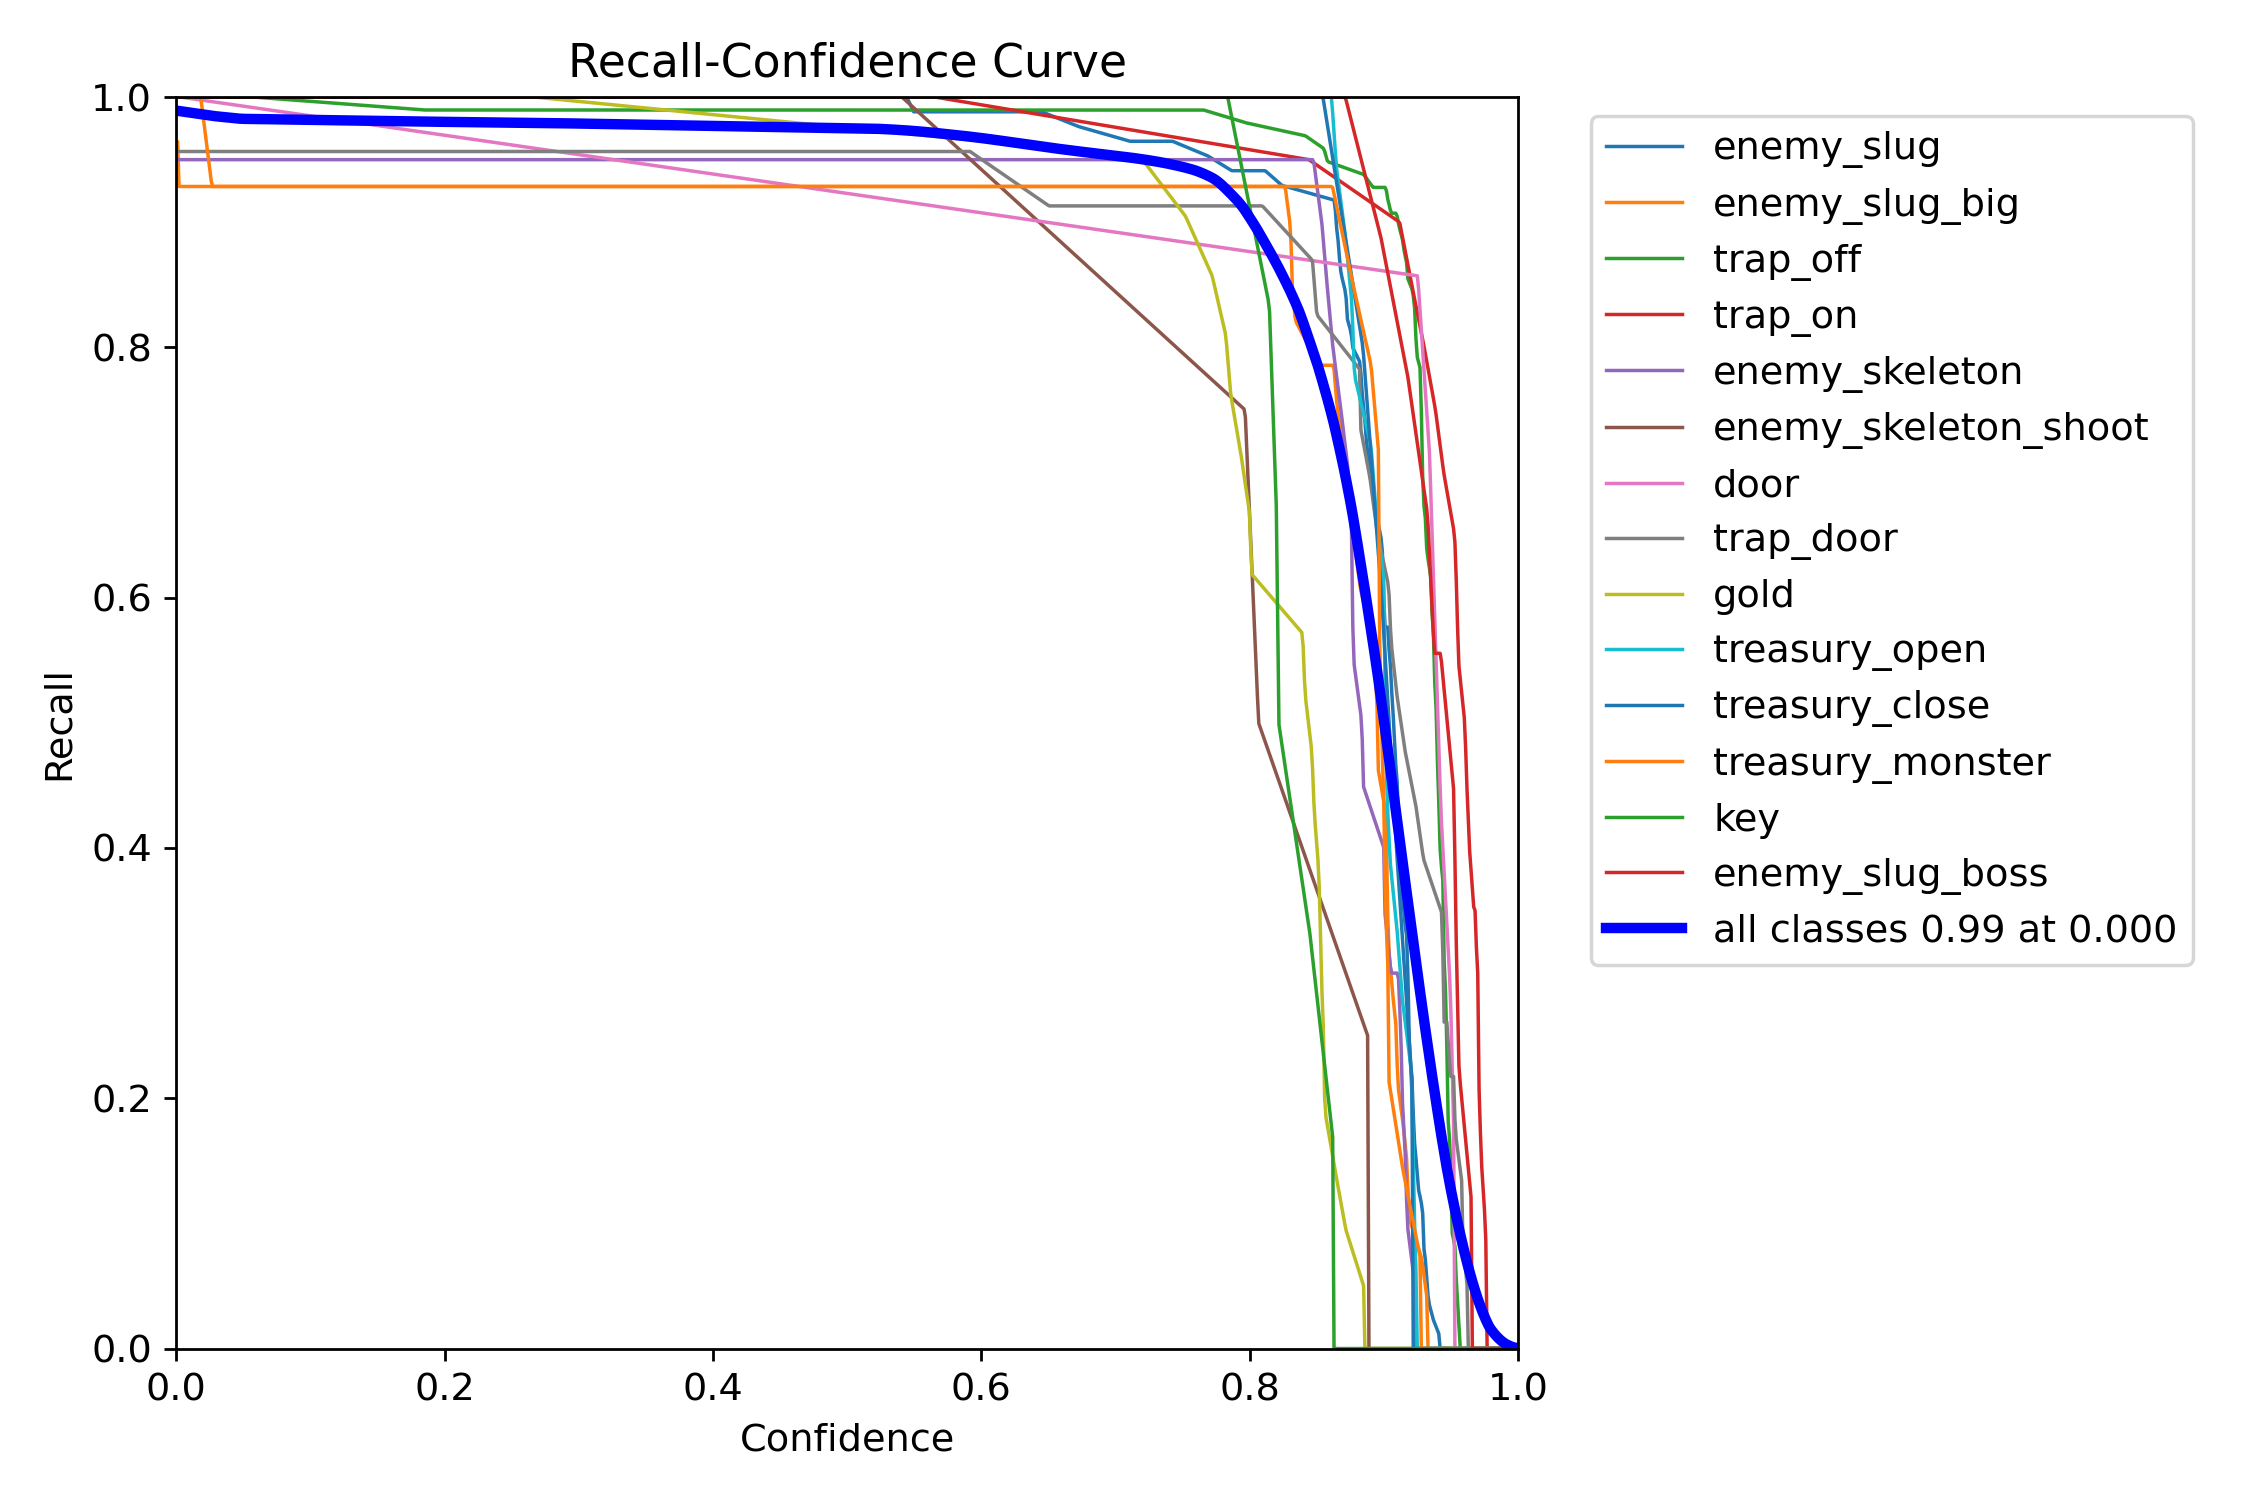 Recall-Confidence Curve
1.0
0.8
0.6
0.4
0.2
0.0
Recall
0.0 0.2 0.4 0.6 0.8 1.0
Confidence
enemy_slug
enemy_slug_big
trap_off
trap_on
enemy_skeleton
enemy_skeleton_shoot
door
trap_door
gold
treasury_open
treasury_close
treasury_monster
key
enemy_slug_boss
all classes 0.99 at 0.000